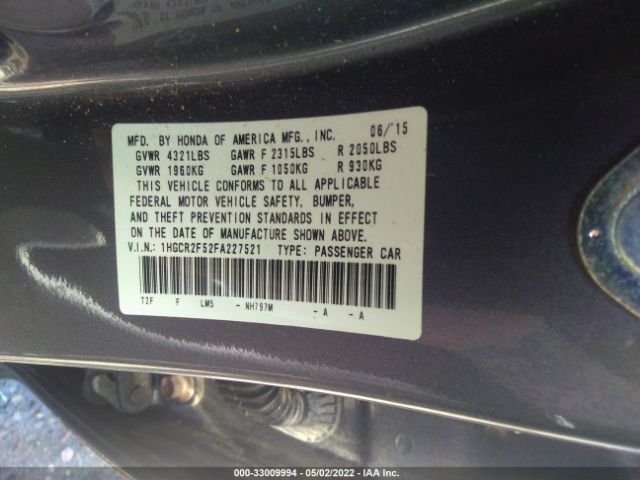 MFD. BY HONDA OF AMERICA MFG., INC. 06/'15
GVWR 4321LBS GAWR F 2315LBS R 2050LBS
GVWR 1960KG GAWR F 1050KG R 930KG
THIS VEHICLE CONFORMS TO ALL APPLICABLE
FEDERAL MOTOR VEHICLE SAFETY, BUMPER,
AND THEFT PREVENTION STANDARDS IN EFFECT
ON THE DATE OF MANUFACTURE SHOWN ABOVE.
V.I.N.: 1HGCR2F52FA227521 TYPE: PASSENGER CAR
T2F F LM5 - NH797M - A - A
000-33009994 - 05/02/2022 - IAA Inc.